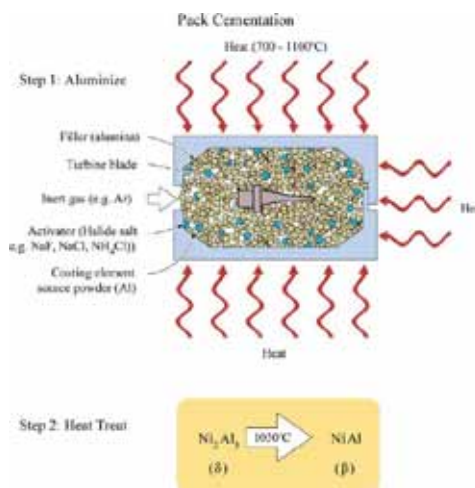 Pack Cementation
Heat (700 - 1100°C)
Step 1: Aluminize
Filler (alumina)
Turbine blade
Inert gas (e.g. Ar)
Activator (Halide salt
e.g. NaF, NaCl, NH₄Cl))
Coating element
source powder (Al)
He
Heat
Step 2: Heat Treat
Ni₂Al₃ 1050°C NiAl
(δ) (β)